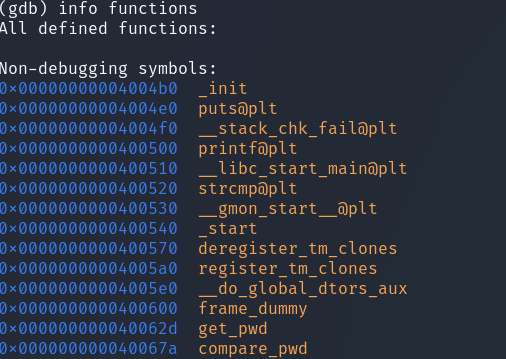 (gdb) info functions
All defined functions:
Non-debugging symbols:
0x00000000004004b0 _init
0x00000000004004e0 puts@plt
0x00000000004004f0 __stack_chk_fail@plt
0x0000000000400500 printf@plt
0x0000000000400510 __libc_start_main@plt
0x0000000000400520 strcmp@plt
0x0000000000400530 __gmon_start__@plt
0x0000000000400540 _start
0x0000000000400570 deregister_tm_clones
0x00000000004005a0 register_tm_clones
0x00000000004005e0 __do_global_dtors_aux
0x0000000000400600 frame_dummy
0x000000000040062d get_pwd
0x000000000040067a compare_pwd